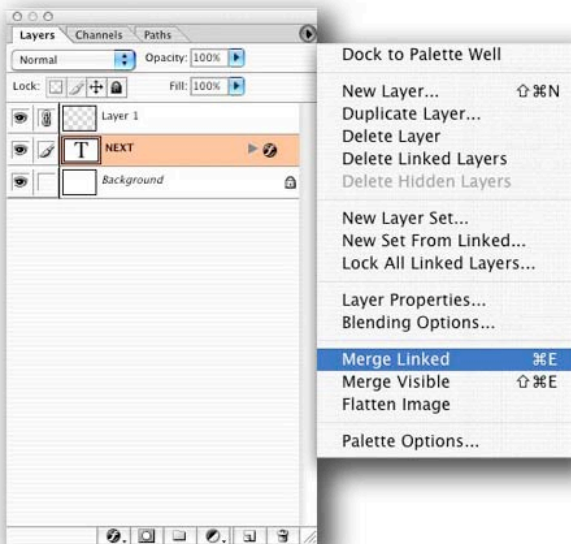 Layers Channels Paths
Normal Opacity: 100%
Lock: Fill: 100%
Layer 1
T NEXT
Background
Dock to Palette Well
New Layer... ⇧⌘N
Duplicate Layer...
Delete Layer
Delete Linked Layers
Delete Hidden Layers
New Layer Set...
New Set From Linked...
Lock All Linked Layers...
Layer Properties...
Blending Options...
Merge Linked ⌘E
Merge Visible ⇧⌘E
Flatten Image
Palette Options...